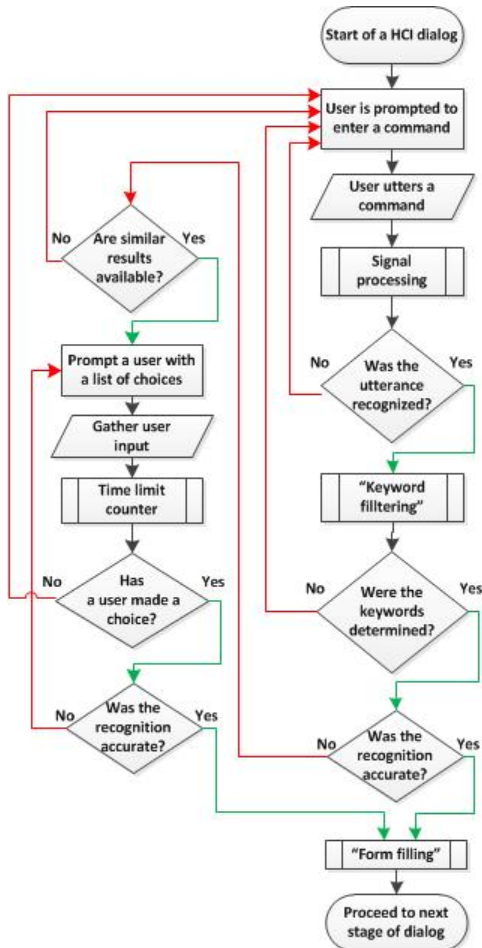 Start of a HCI dialog
User is prompted to
enter a command
User utters a
command
Signal
processing
No
Was the
utterance
recognized?
Yes
"Keyword
filltering"
No
Were the
keywords
determined?
Yes
No
Was the
recognition
accurate?
Yes
No
Are similar
results
available?
Yes
Prompt a user with
a list of choices
Gather user
input
Time limit
counter
No
Has
a user made a
choice?
Yes
No
Was the
recognition
accurate?
Yes
"Form filling"
Proceed to next
stage of dialog